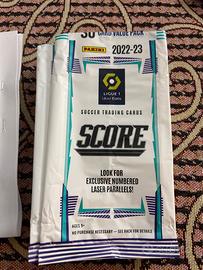 30 CARD VALUE PACK
PANINI
2022-23
LIGUE 1
Uber Eats
SOCCER TRADING CARDS
SCORE
LOOK FOR
EXCLUSIVE NUMBERED
LASER PARALLELS!
AGES 5+
NO PURCHASE NECESSARY — SEE BACK FOR DETAILS